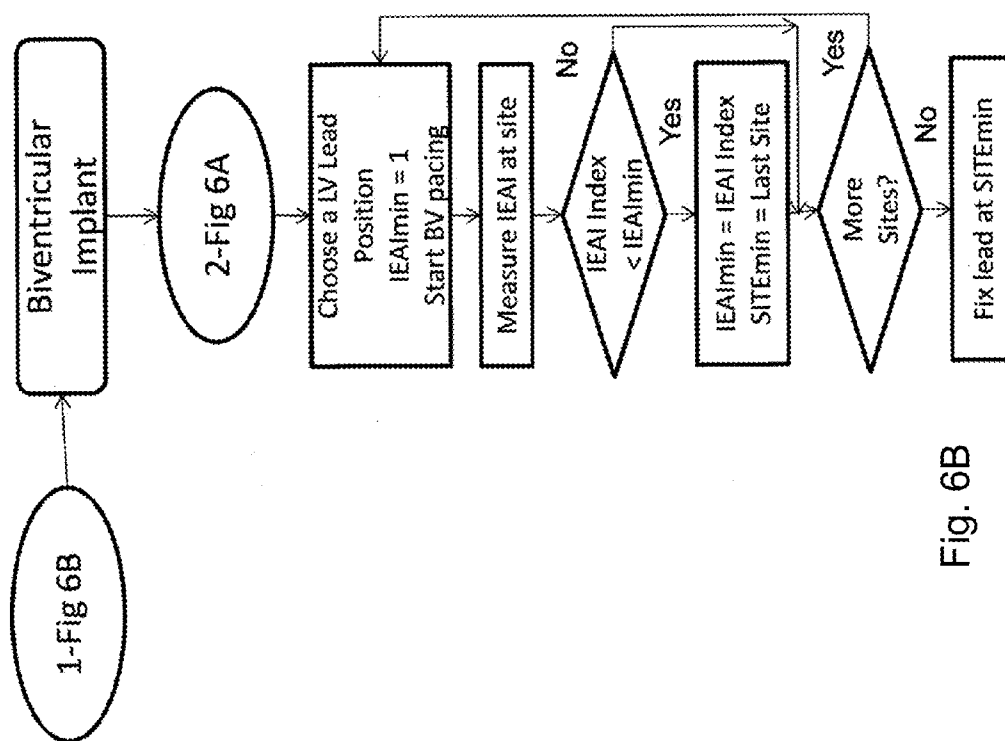 1-Fig 6B
Biventricular
Implant
2-Fig 6A
Choose a LV Lead
Position
IEAImin = 1
Start BV pacing
Measure IEAI at site
IEAI Index
< IEAImin
No
Yes
IEAImin = IEAI Index
SITEmin = Last Site
More
Sites?
Yes
No
Fix lead at SITEmin
Fig. 6B